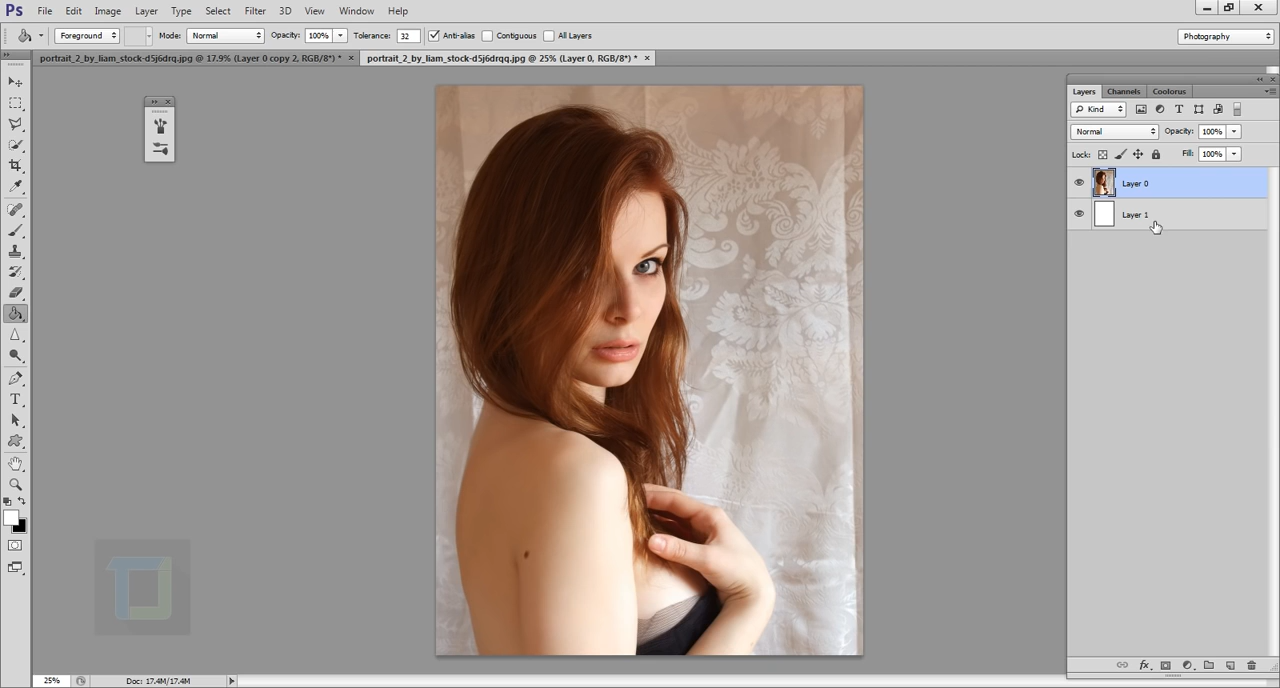 Ps File Edit Image Layer Type Select Filter 3D View Window Help
Foreground Mode: Normal Opacity: 100% Tolerance: 32 Anti-alias Contiguous All Layers Photography
portrait_2_by_liam_stock-d5j6drq.jpg @ 17.9% (Layer 0 copy 2, RGB/8*) * × portrait_2_by_liam_stock-d5j6drqq.jpg @ 25% (Layer 0, RGB/8*) * ×
Layers Channels Coolorus
Kind
Normal Opacity: 100%
Lock: Fill: 100%
Layer 0
Layer 1
25% Doc: 17.4M/17.4M